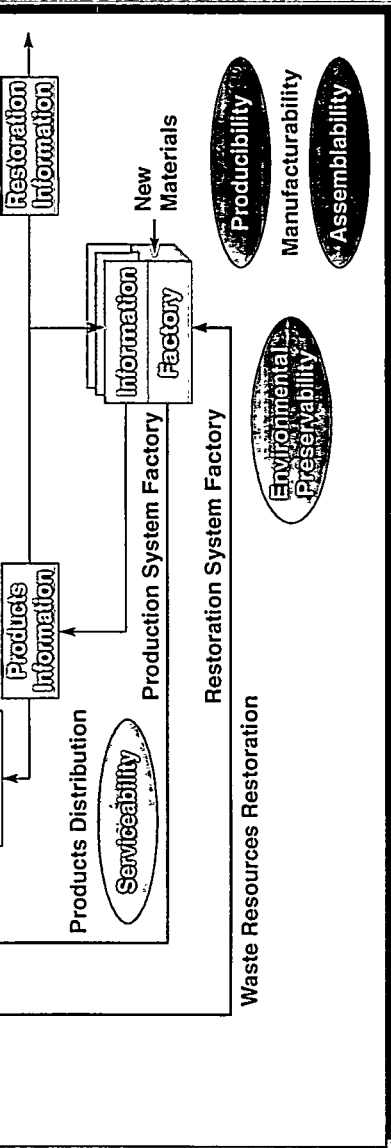 Restoration
Information
New
Materials
Producibility
Manufacturability
Assemblability
Information
Factory
Environmental
Preservability
Products
Information
Production System Factory
Restoration System Factory
Products Distribution
Serviceability
Waste Resources Restoration